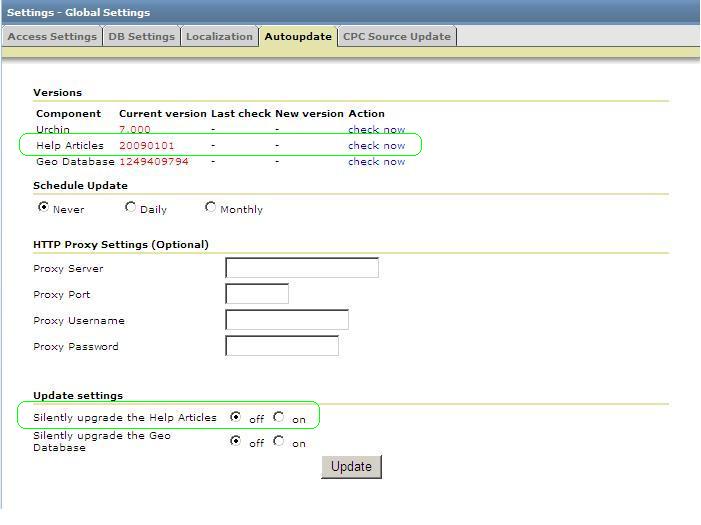 Settings - Global Settings
Access Settings DB Settings Localization Autoupdate CPC Source Update
Versions
Component Current version Last check New version Action
Urchin 7.000 - - check now
Help Articles 20090101 - - check now
Geo Database 1249409794 - - check now
Schedule Update
Never Daily Monthly
HTTP Proxy Settings (Optional)
Proxy Server
Proxy Port
Proxy Username
Proxy Password
Update settings
Silently upgrade the Help Articles off on
Silently upgrade the Geo
Database off on
Update